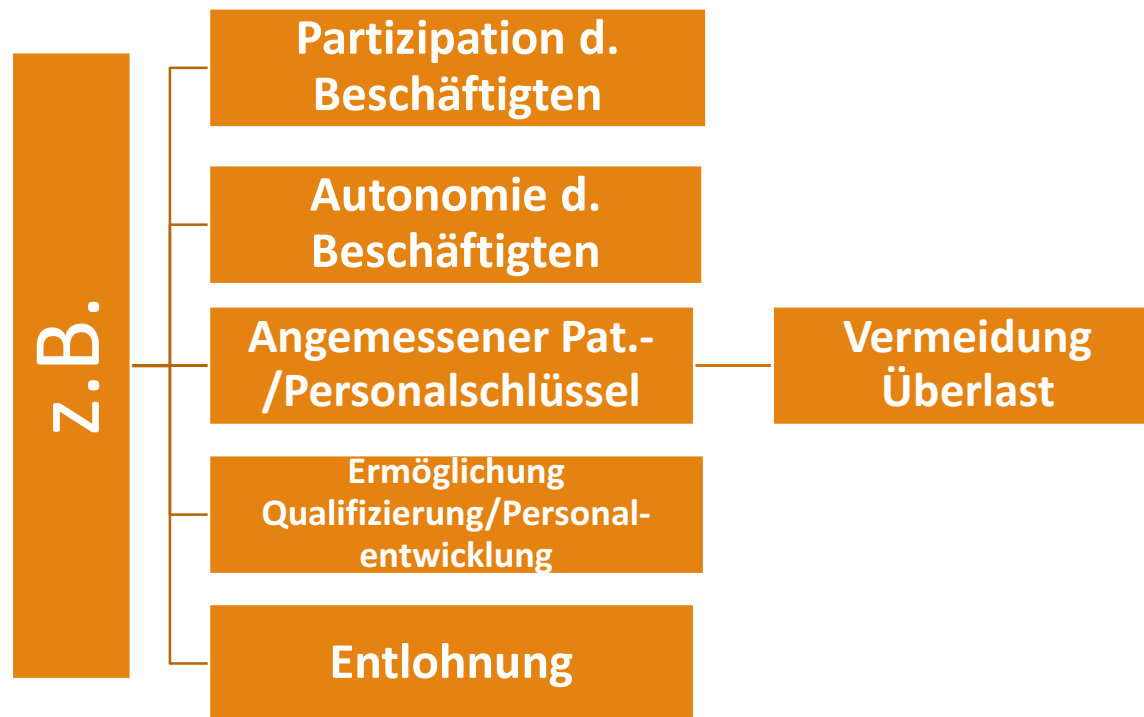 z.B.
Partizipation d.
Beschäftigten
Autonomie d.
Beschäftigten
Angemessener Pat.-
/Personalschlüssel
Vermeidung
Überlast
Ermöglichung
Qualifizierung/Personal-
entwicklung
Entlohnung